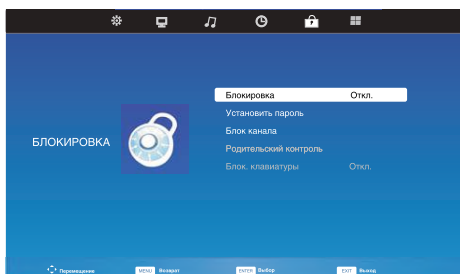 Блокировка Откл.
Установить пароль
Блок канала
Родительский контроль
Блок. клавиатуры Откл.
БЛОКИРОВКА
Перемещение MENU Возврат ENTER Выбор EXIT Выход